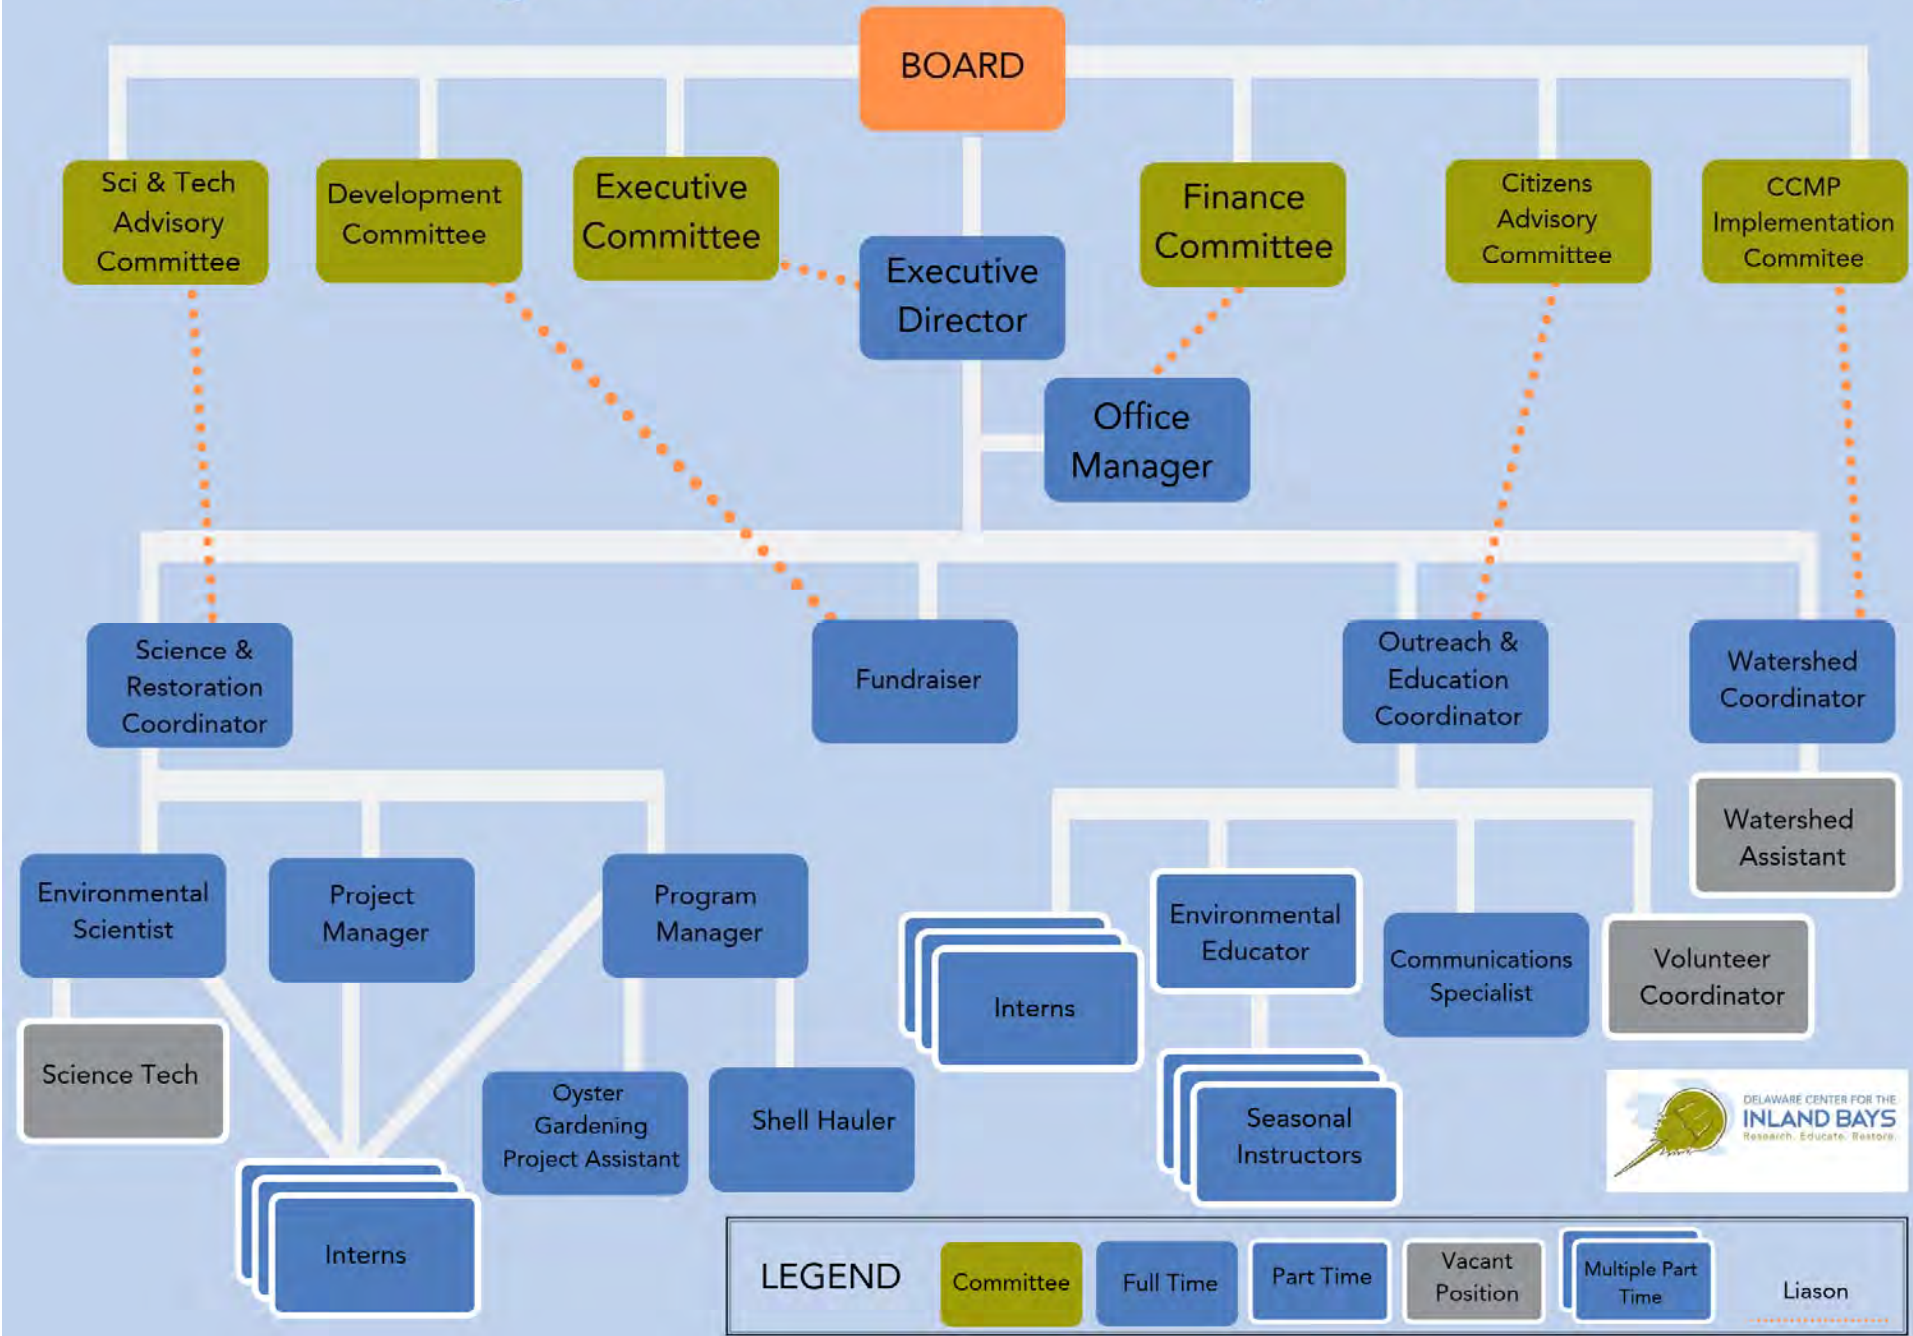 BOARD
Sci & Tech
Advisory
Committee
Development
Committee
Executive
Committee
Finance
Committee
Citizens
Advisory
Committee
CCMP
Implementation
Commitee
Executive
Director
Office
Manager
Science &
Restoration
Coordinator
Fundraiser
Outreach &
Education
Coordinator
Watershed
Coordinator
Watershed
Assistant
Environmental
Scientist
Project
Manager
Program
Manager
Interns
Environmental
Educator
Communications
Specialist
Volunteer
Coordinator
Science Tech
Oyster
Gardening
Project Assistant
Shell Hauler
Seasonal
Instructors
Interns
DELAWARE CENTER FOR THE
INLAND BAYS
Research. Educate. Restore.
LEGEND
Committee
Full Time
Part Time
Vacant
Position
Multiple Part
Time
Liason